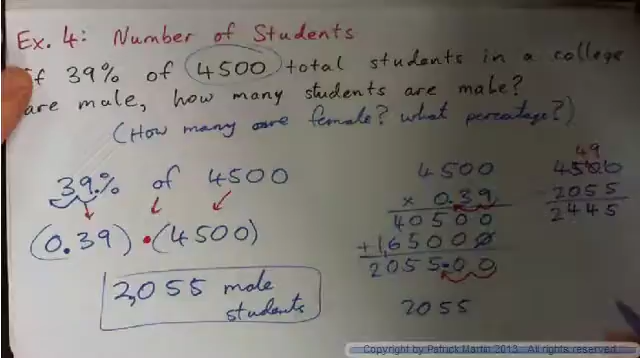 Ex. 4: Number of Students
If 39% of 4500 total students in a college
are male, how many students are male?
(How many are female? What percentage?)
39.% of 4500
(0.39) • (4500)
2,055 male
students
4500
x 0.39
40500
+1,65000
2055.00
2055
49
4500
2055
2445
Copyright by Patrick Martin 2013. All rights reserved.